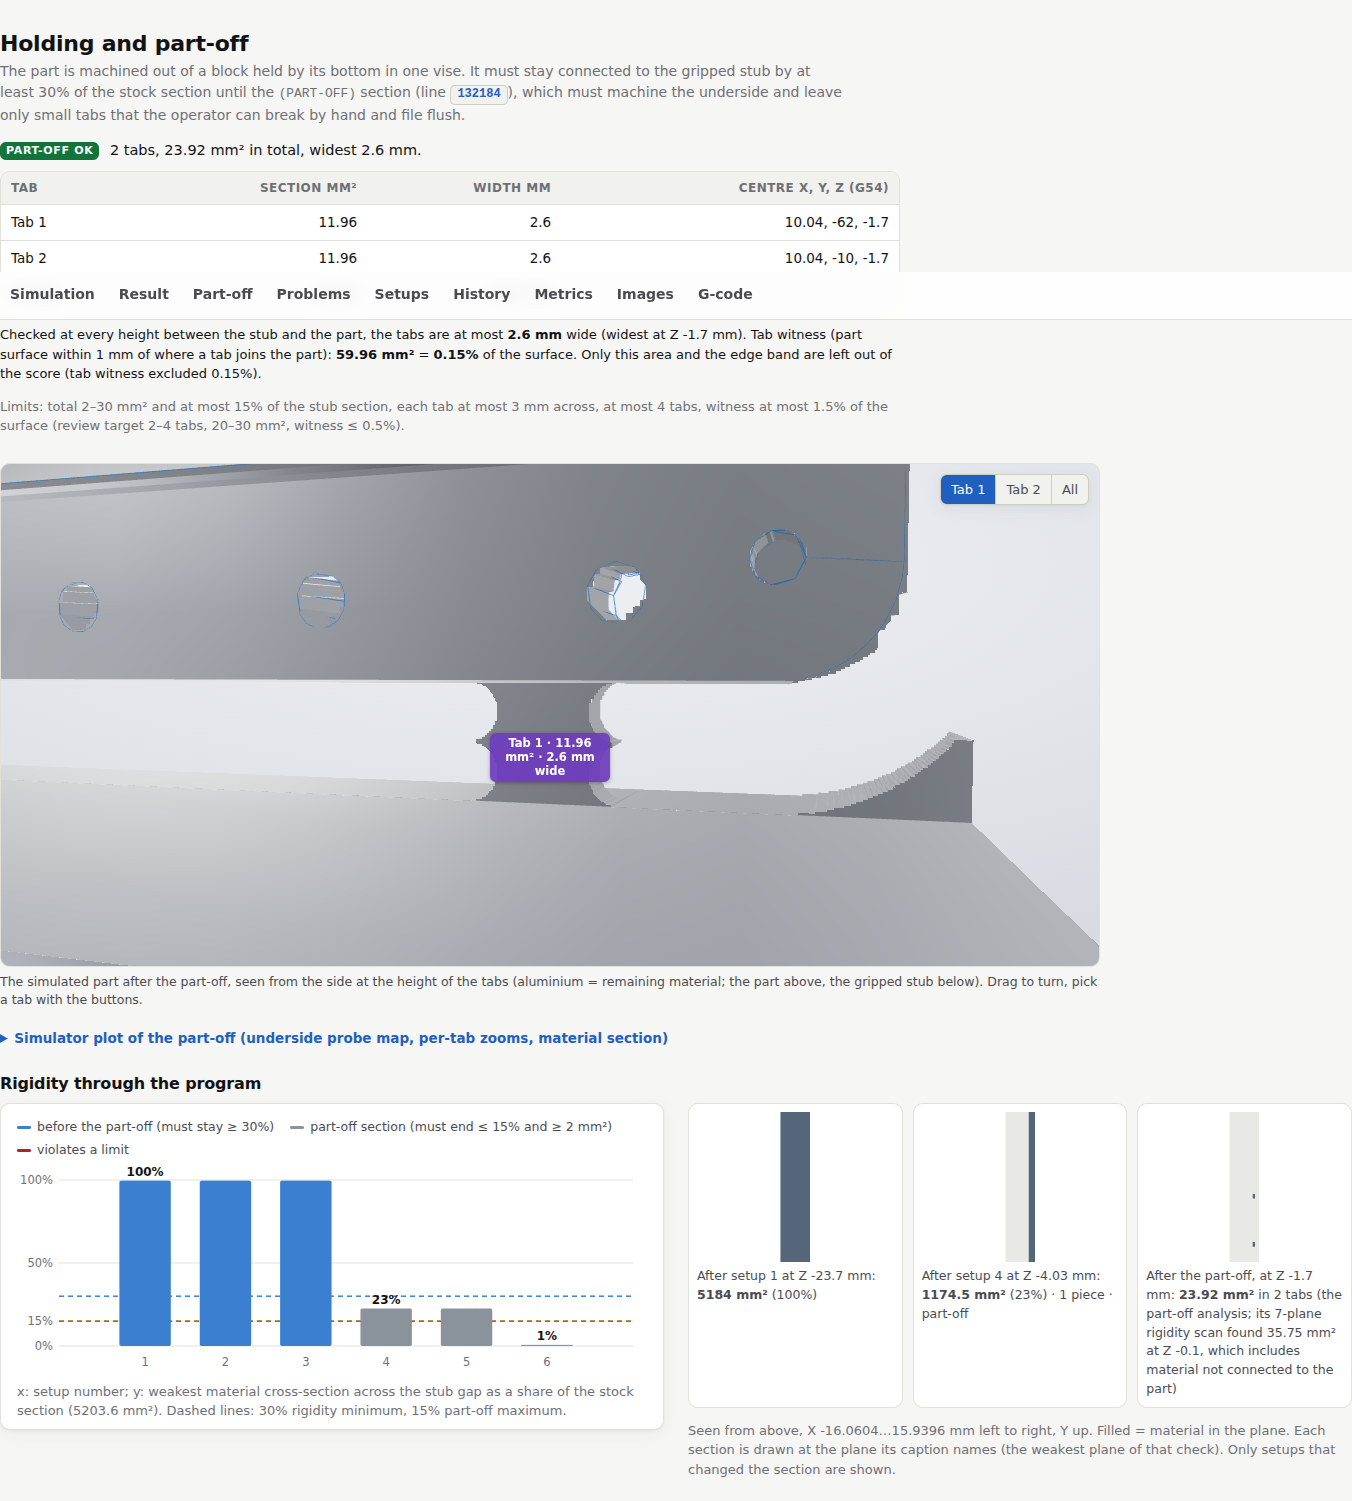 Holding and part-off
The part is machined out of a block held by its bottom in one vise. It must stay connected to the gripped stub by at
least 30% of the stock section until the (PART-OFF) section (line 132184), which must machine the underside and leave
only small tabs that the operator can break by hand and file flush.
PART-OFF OK 2 tabs, 23.92 mm² in total, widest 2.6 mm.
TAB SECTION MM² WIDTH MM CENTRE X, Y, Z (G54)
Tab 1 11.96 2.6 10.04, -62, -1.7
Tab 2 11.96 2.6 10.04, -10, -1.7
Simulation Result Part-off Problems Setups History Metrics Images G-code
Checked at every height between the stub and the part, the tabs are at most 2.6 mm wide (widest at Z -1.7 mm). Tab witness (part
surface within 1 mm of where a tab joins the part): 59.96 mm² = 0.15% of the surface. Only this area and the edge band are left out of
the score (tab witness excluded 0.15%).
Limits: total 2–30 mm² and at most 15% of the stub section, each tab at most 3 mm across, at most 4 tabs, witness at most 1.5% of the
surface (review target 2–4 tabs, 20–30 mm², witness ≤ 0.5%).
Tab 1 Tab 2 All
Tab 1 · 11.96
mm² · 2.6 mm
wide
The simulated part after the part-off, seen from the side at the height of the tabs (aluminium = remaining material; the part above, the gripped stub below). Drag to turn, pick
a tab with the buttons.
▶ Simulator plot of the part-off (underside probe map, per-tab zooms, material section)
Rigidity through the program
before the part-off (must stay ≥ 30%) part-off section (must end ≤ 15% and ≥ 2 mm²)
violates a limit
100%
100%
50%
23%
15%
1%
0%
1 2 3 4 5 6
x: setup number; y: weakest material cross-section across the stub gap as a share of the stock
section (5203.6 mm²). Dashed lines: 30% rigidity minimum, 15% part-off maximum.
After setup 1 at Z -23.7 mm:
5184 mm² (100%)
After setup 4 at Z -4.03 mm:
1174.5 mm² (23%) · 1 piece ·
part-off
After the part-off, at Z -1.7
mm: 23.92 mm² in 2 tabs (the
part-off analysis; its 7-plane
rigidity scan found 35.75 mm²
at Z -0.1, which includes
material not connected to the
part)
Seen from above, X -16.0604…15.9396 mm left to right, Y up. Filled = material in the plane. Each
section is drawn at the plane its caption names (the weakest plane of that check). Only setups that
changed the section are shown.